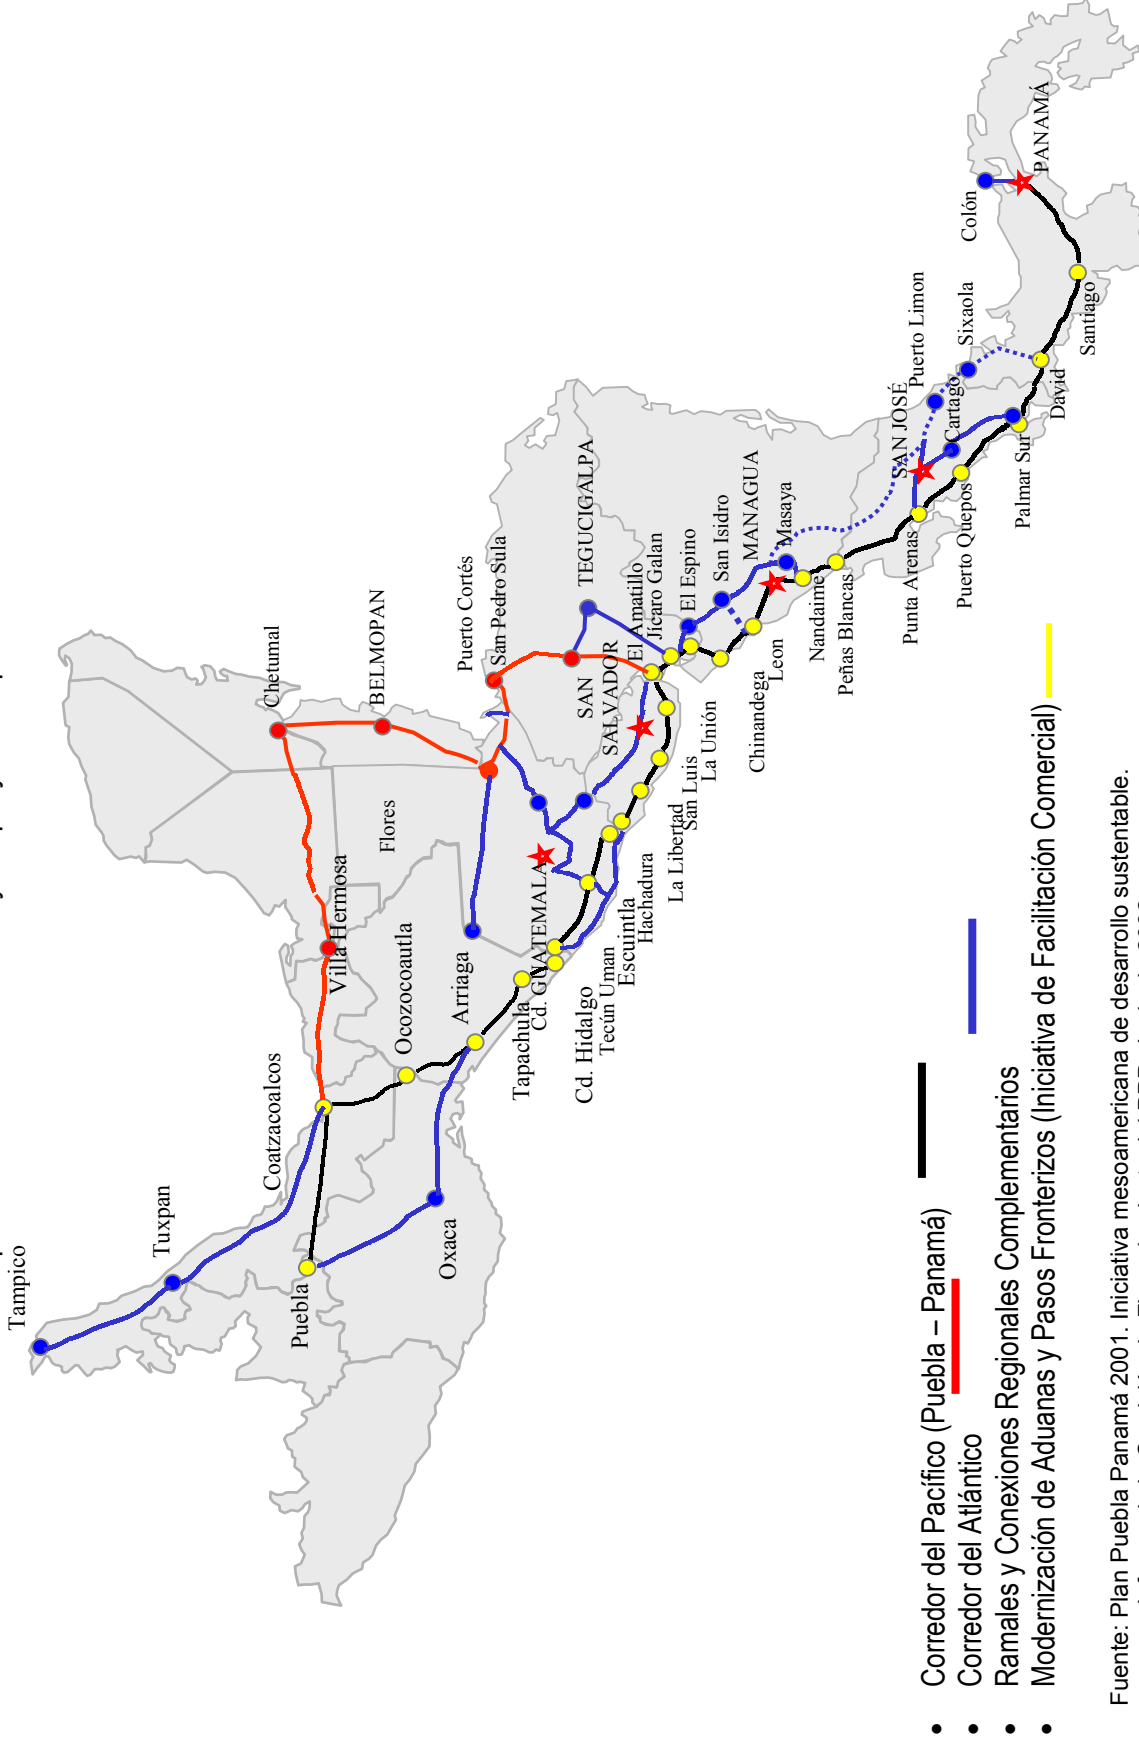 Tampico
Tuxpan
Coatzacoalcos
Puebla
Oxaca
Villa Hermosa
Ocozocoautla
Arriaga
Chetumal
BELMOPAN
Flores
Puerto Cortés
San Pedro Sula
TEGUCIGALPA
Tapachula
Cd. GUATEMALA
Cd. Hidalgo
Tecún Uman
Escuintla
Hachadura
La Libertad
San Luis
La Unión
SAN
SALVADOR
El Amatillo
Jícaro Galan
El Espino
San Isidro
MANAGUA
Masaya
Chinandega
Leon
Nandaime
Peñas Blancas
Punta Arenas
SAN JOSÉ
Cartago
Puerto Limon
Sixaola
Puerto Quepos
Palmar Sur
David
Santiago
Colón
PANAMÁ
• Corredor del Pacífico (Puebla – Panamá)
• Corredor del Atlántico
• Ramales y Conexiones Regionales Complementarios
• Modernización de Aduanas y Pasos Fronterizos (Iniciativa de Facilitación Comercial)
Fuente: Plan Puebla Panamá 2001. Iniciativa mesoamericana de desarrollo sustentable.